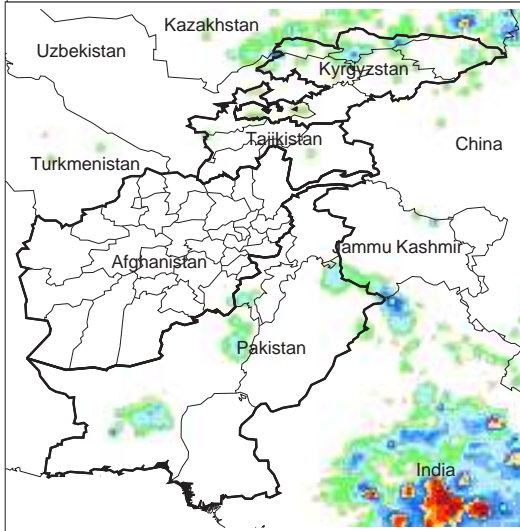 Kazakhstan
Uzbekistan
Kyrgyzstan
Tajikistan
China
Turkmenistan
Jammu Kashmir
Afghanistan
Pakistan
India